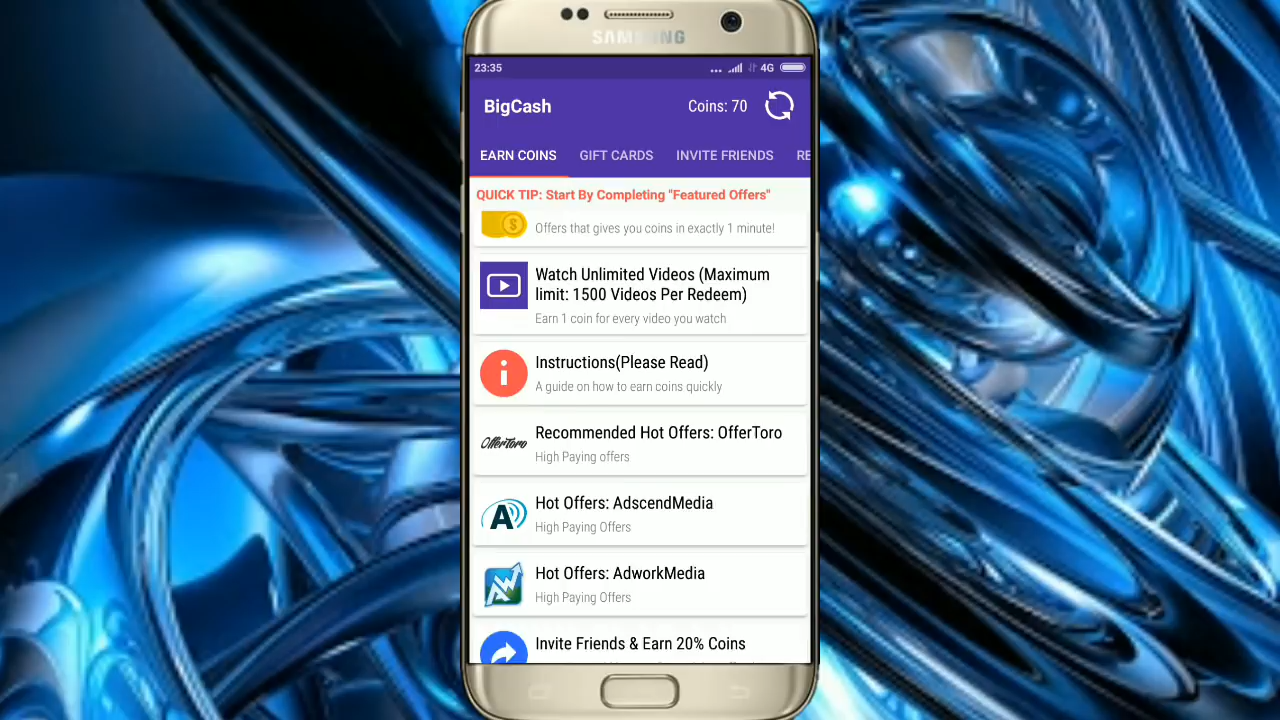 SAMSUNG
23:35
4G
BigCash
Coins: 70
EARN COINS
GIFT CARDS
INVITE FRIENDS
RE
QUICK TIP: Start By Completing "Featured Offers"
Offers that gives you coins in exactly 1 minute!
Watch Unlimited Videos (Maximum
limit: 1500 Videos Per Redeem)
Earn 1 coin for every video you watch
Instructions(Please Read)
A guide on how to earn coins quickly
OfferToro
Recommended Hot Offers: OfferToro
High Paying offers
Hot Offers: AdscendMedia
High Paying Offers
Hot Offers: AdworkMedia
High Paying Offers
Invite Friends & Earn 20% Coins